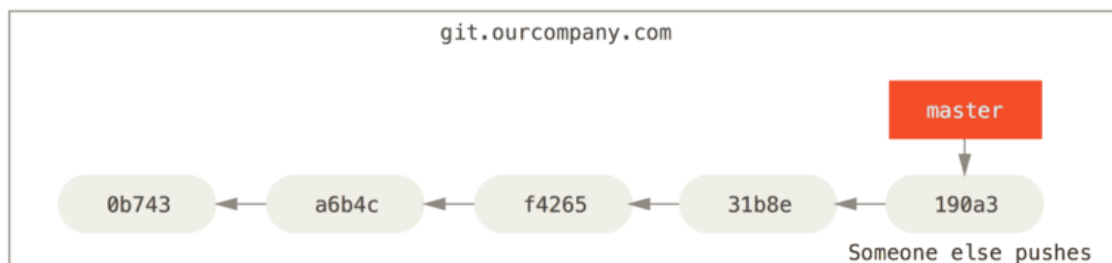 git.ourcompany.com
master
0b743
a6b4c
f4265
31b8e
190a3
Someone else pushes